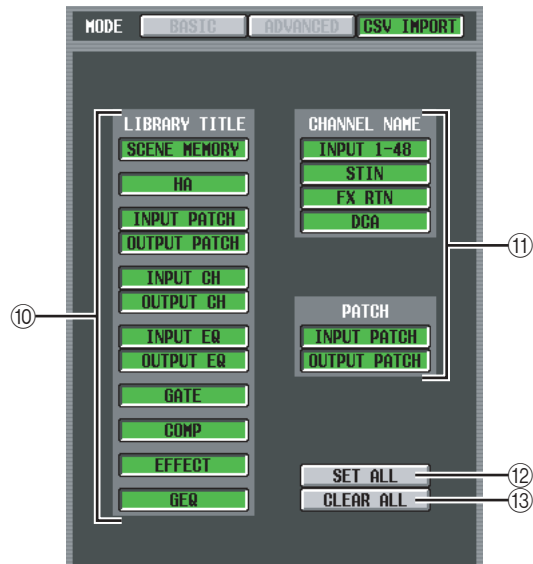 MODE BASIC ADVANCED CSV IMPORT
LIBRARY TITLE
SCENE MEMORY
HA
INPUT PATCH
OUTPUT PATCH
INPUT CH
OUTPUT CH
INPUT EQ
OUTPUT EQ
GATE
COMP
EFFECT
GEQ
⑩
CHANNEL NAME
INPUT 1-48
STIN
FX RTN
DCA
PATCH
INPUT PATCH
OUTPUT PATCH
⑪
SET ALL ⑫
CLEAR ALL ⑬